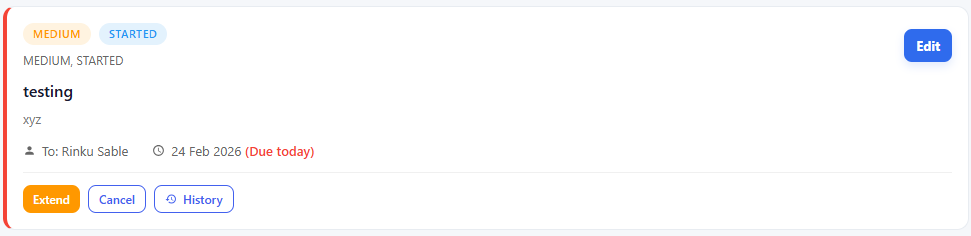 MEDIUM STARTED
Edit
MEDIUM, STARTED
testing
xyz
To: Rinku Sable 24 Feb 2026 (Due today)
Extend Cancel History